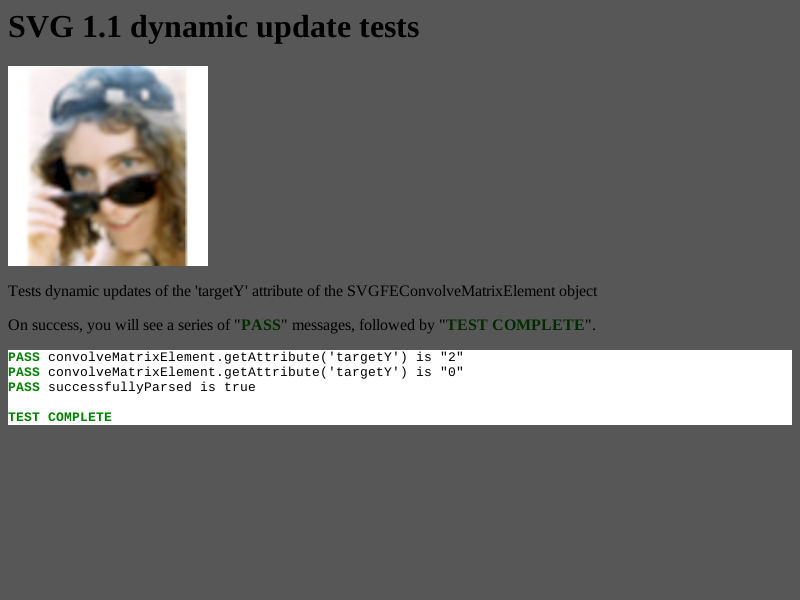 SVG 1.1 dynamic update tests
Tests dynamic updates of the 'targetY' attribute of the SVGFEConvolveMatrixElement object
On success, you will see a series of "PASS" messages, followed by "TEST COMPLETE".
PASS convolveMatrixElement.getAttribute('targetY') is "2"
PASS convolveMatrixElement.getAttribute('targetY') is "0"
PASS successfullyParsed is true
TEST COMPLETE